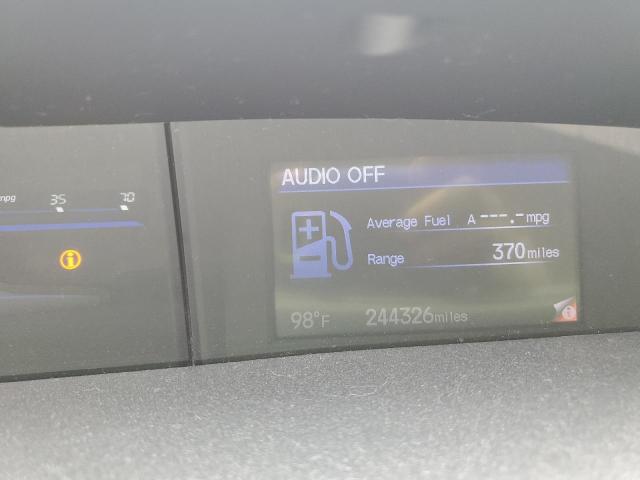 mpg 35 70
AUDIO OFF
Average Fuel A ---.- mpg
Range 370 miles
98°F 244326 miles